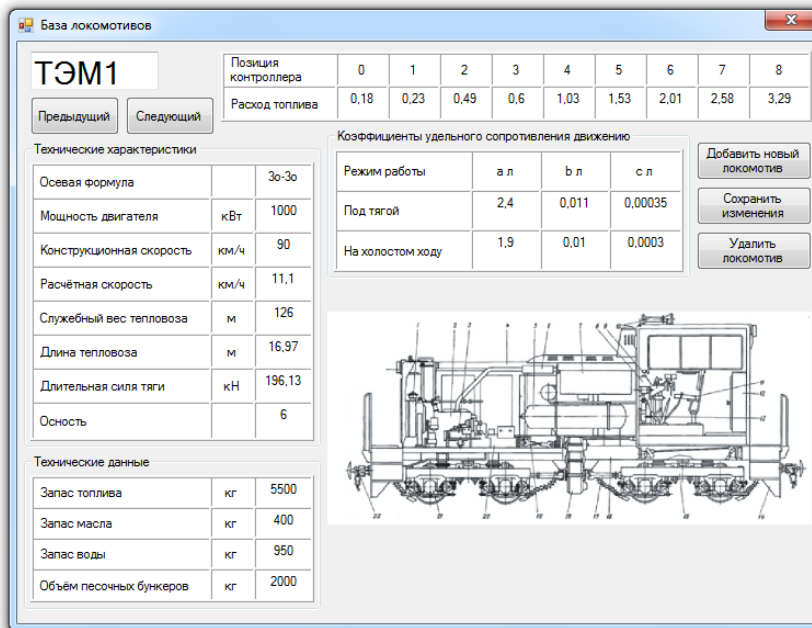 База локомотивов
ТЭМ1
Предыдущий Следующий
Позиция контроллера 0 1 2 3 4 5 6 7 8
Расход топлива 0,18 0,23 0,49 0,6 1,03 1,53 2,01 2,58 3,29
Технические характеристики
Осевая формула 3о-3о
Мощность двигателя кВт 1000
Конструкционная скорость км/ч 90
Расчётная скорость км/ч 11,1
Служебный вес тепловоза м 126
Длина тепловоза м 16,97
Длительная силя тяги кН 196,13
Осность 6
Коэффициенты удельного сопротивления движению
Режим работы а л b л с л
Под тягой 2,4 0,011 0,00035
На холостом ходу 1,9 0,01 0,0003
Добавить новый
локомотив
Сохранить
изменения
Удалить
локомотив
Технические данные
Запас топлива кг 5500
Запас масла кг 400
Запас воды кг 950
Объём песочных бункеров кг 2000